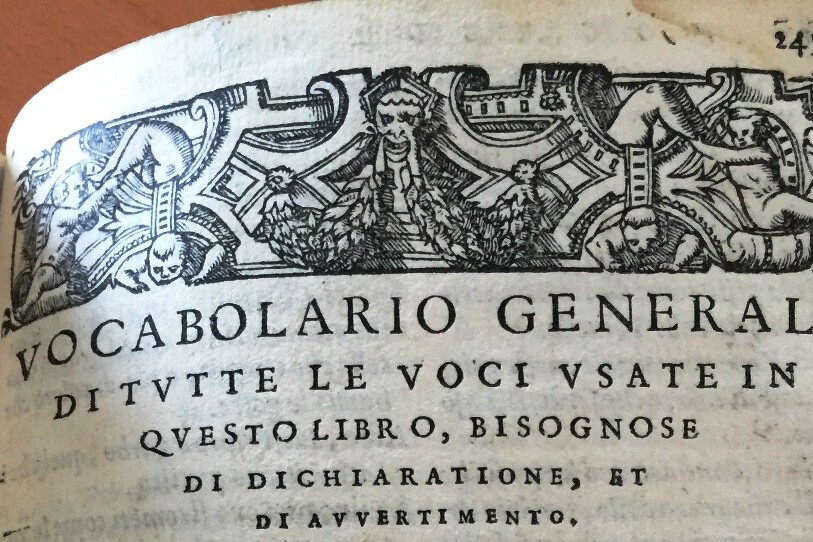 VOCABOLARIO GENERAL
DI TVTTE LE VOCI VSATE IN
QVESTO LIBRO, BISOGNOSE
DI DICHIARATIONE, ET
DI AVVERTIMENTO.